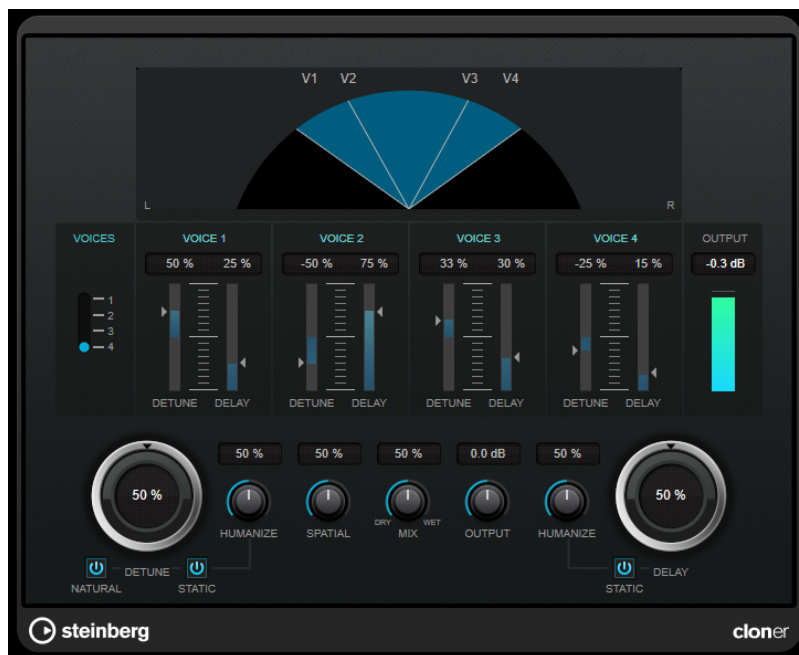 V1 V2 V3 V4
L R
VOICES VOICE 1 VOICE 2 VOICE 3 VOICE 4 OUTPUT
50 % 25 % -50 % 75 % 33 % 30 % -25 % 15 % -0.3 dB
1
2
3
4
DETUNE DELAY DETUNE DELAY DETUNE DELAY DETUNE DELAY
50 % 50 % 50 % 0.0 dB 50 %
50 % 50 %
DRY WET
HUMANIZE SPATIAL MIX OUTPUT HUMANIZE
DETUNE DELAY
NATURAL STATIC STATIC
steinberg cloner